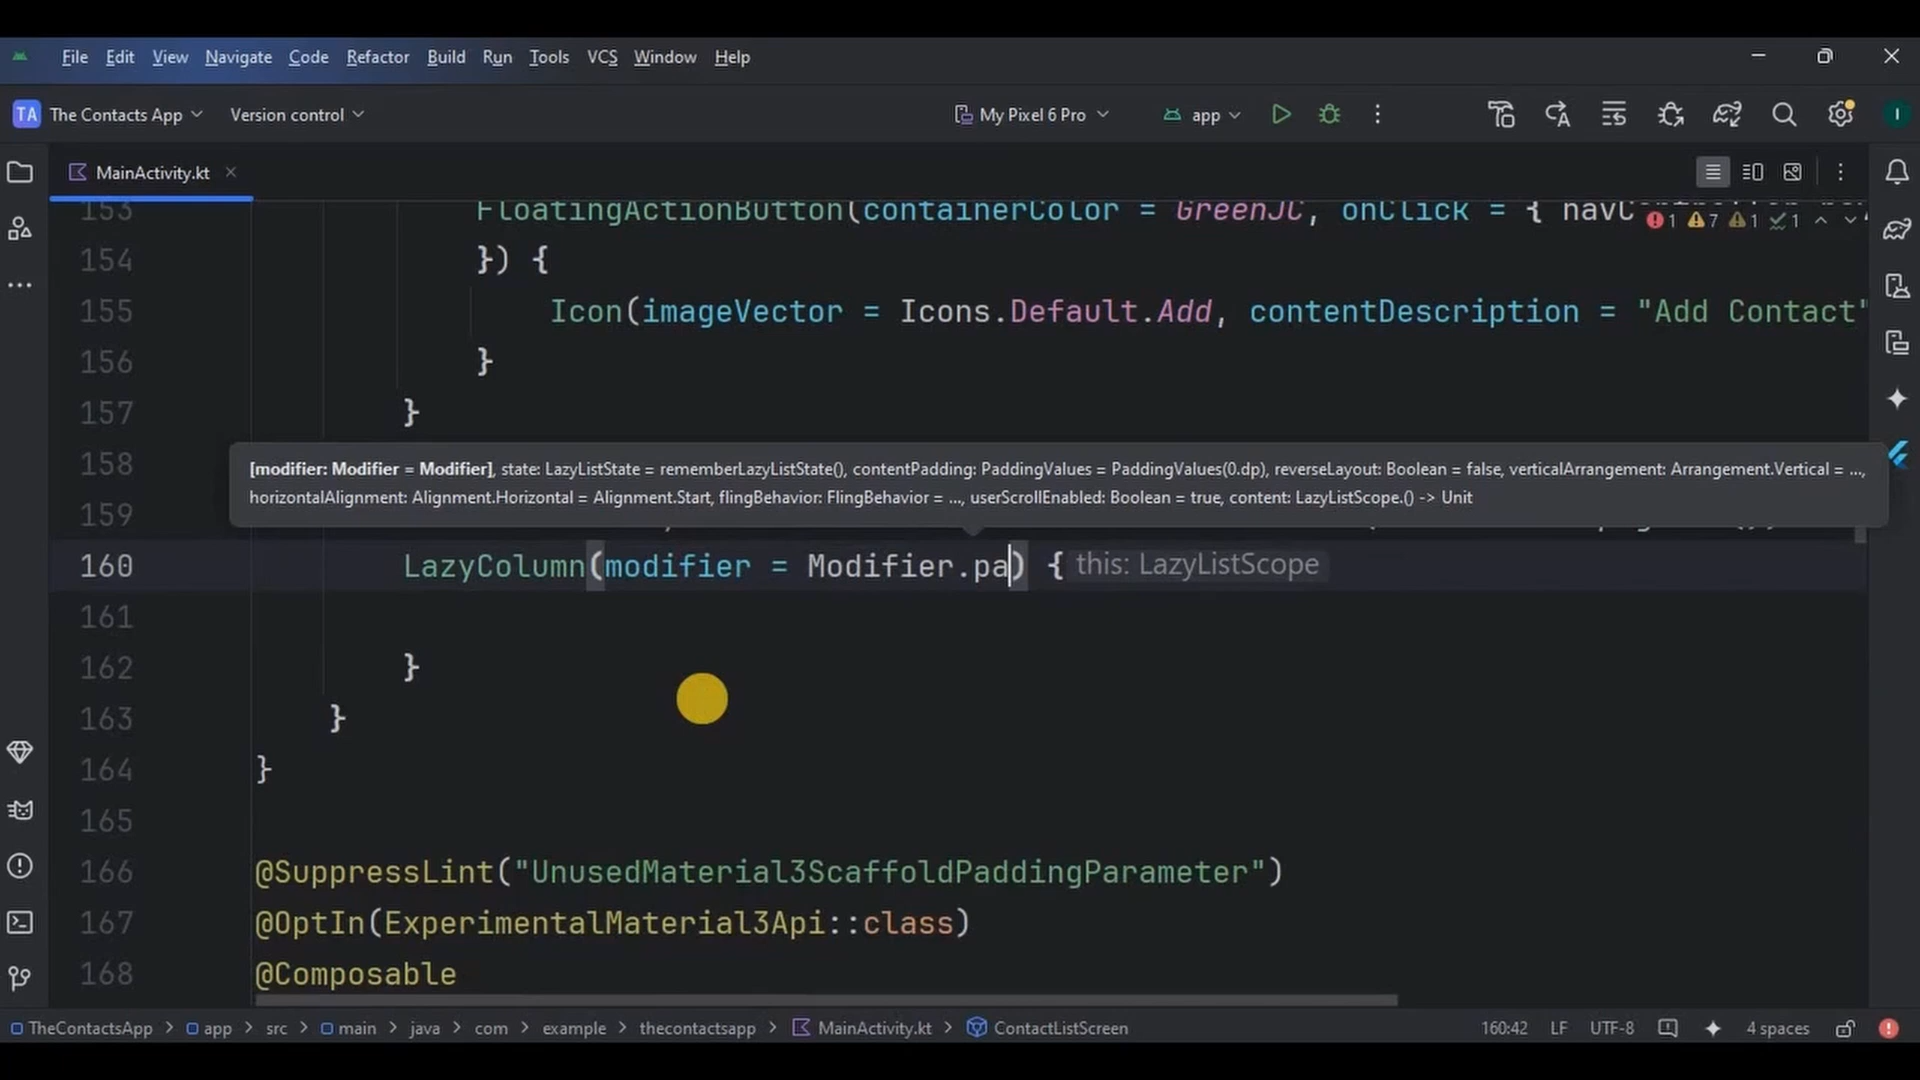 File Edit View Navigate Code Refactor Build Run Tools VCS Window Help
TA The Contacts App Version control My Pixel 6 Pro app I
MainActivity.kt
153 FloatingActionButton(containerColor = GreenJC, onClick = {
1 7 1 1
154 }) {
155 Icon(imageVector = Icons.Default.Add, contentDescription = "Add Contact"
156 }
157 }
158
[modifier: Modifier = Modifier], state: LazyListState = rememberLazyListState(), contentPadding: PaddingValues = PaddingValues(0.dp), reverseLayout: Boolean = false, verticalArrangement: Arrangement.Vertical = ...,
horizontalAlignment: Alignment.Horizontal = Alignment.Start, flingBehavior: FlingBehavior = ..., userScrollEnabled: Boolean = true, content: LazyListScope.() -> Unit
159
160 LazyColumn(modifier = Modifier.pa) { this: LazyListScope
161
162 }
163 }
164 }
165
166 @SuppressLint("UnusedMaterial3ScaffoldPaddingParameter")
167 @OptIn(ExperimentalMaterial3Api::class)
168 @Composable
TheContactsApp > app > src > main > java > com > example > thecontactsapp > MainActivity.kt > ContactListScreen 160:42 LF UTF-8 4 spaces